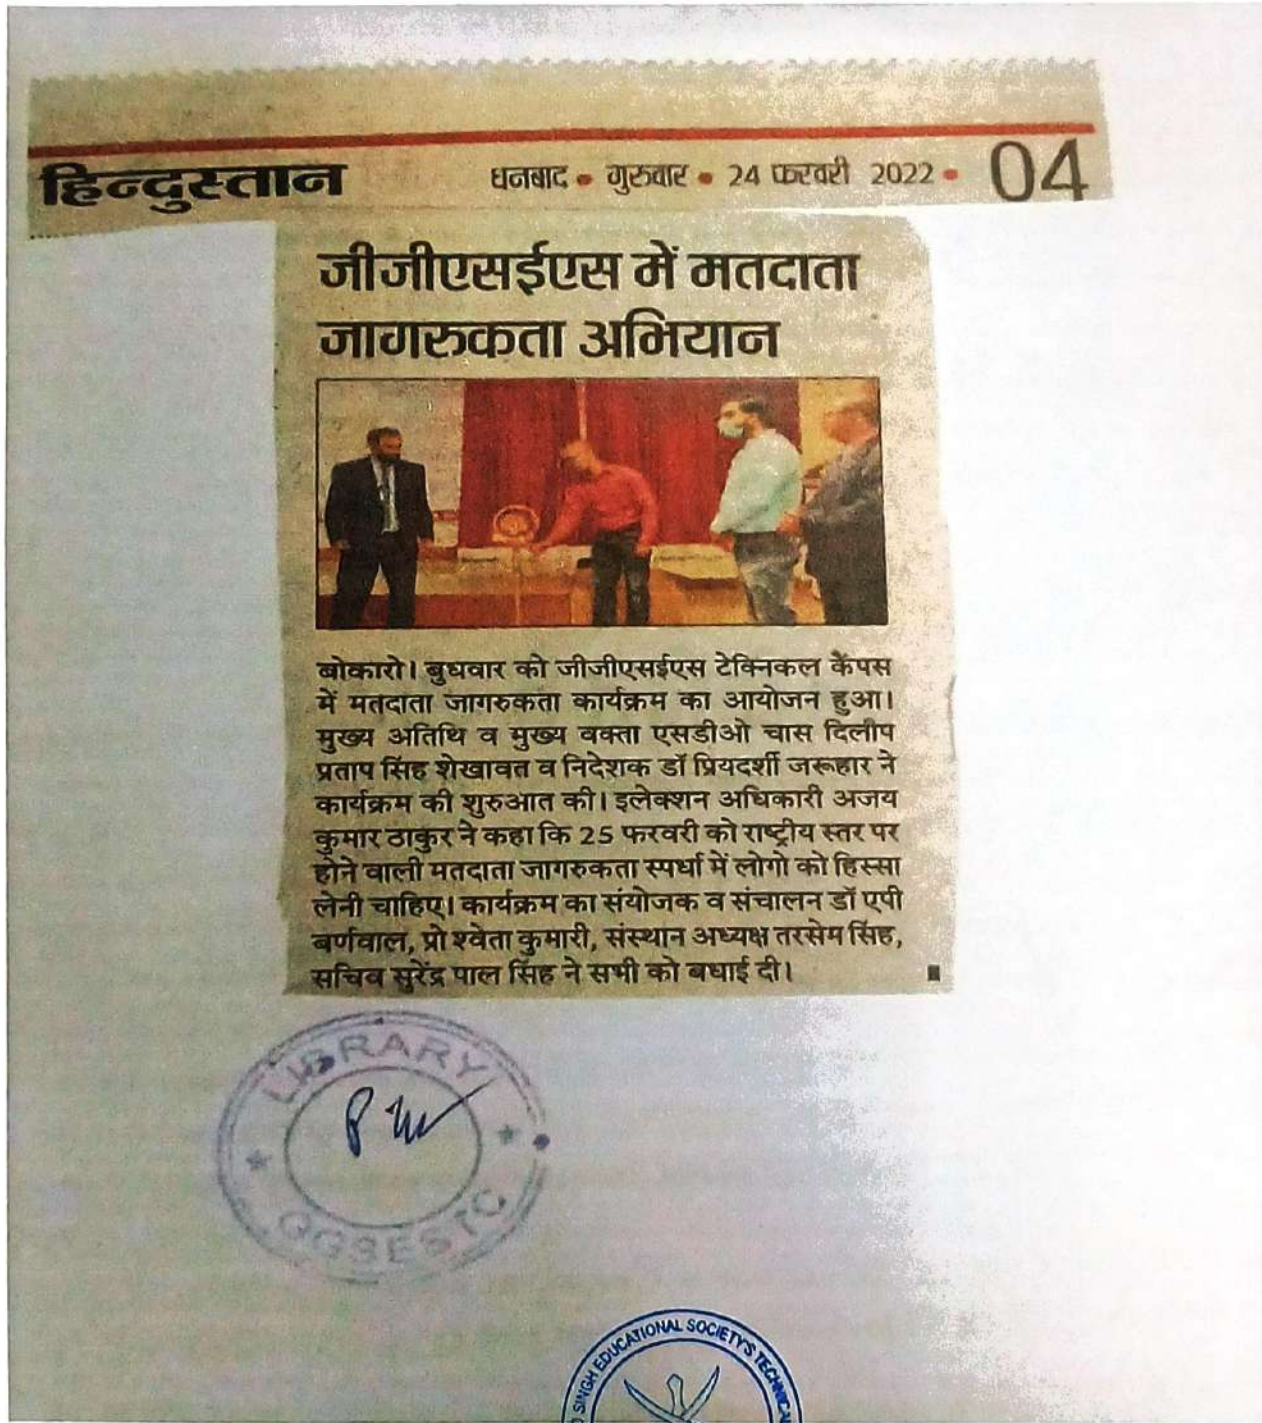 हिन्दुस्तान धनबाद • गुरुवार • 24 फरवरी 2022 • 04
जीजीएसईएस में मतदाता
जागरुकता अभियान
बोकारो। बुधवार को जीजीएसईएस टेक्निकल कैंपस
में मतदाता जागरुकता कार्यक्रम का आयोजन हुआ।
मुख्य अतिथि व मुख्य वक्ता एसडीओ चास दिलीप
प्रताप सिंह शेखावत व निदेशक डॉ प्रियदर्शी जरूहार ने
कार्यक्रम की शुरुआत की। इलेक्शन अधिकारी अजय
कुमार ठाकुर ने कहा कि 25 फरवरी को राष्ट्रीय स्तर पर
होने वाली मतदाता जागरुकता स्पर्धा में लोगो को हिस्सा
लेनी चाहिए। कार्यक्रम का संयोजक व संचालन डॉ एपी
बर्णवाल, प्रो श्वेता कुमारी, संस्थान अध्यक्ष तरसेम सिंह,
सचिव सुरेंद्र पाल सिंह ने सभी को बधाई दी।
LIBRARY
GGSESTC
SINGH EDUCATIONAL SOCIETY'S TECHNICAL